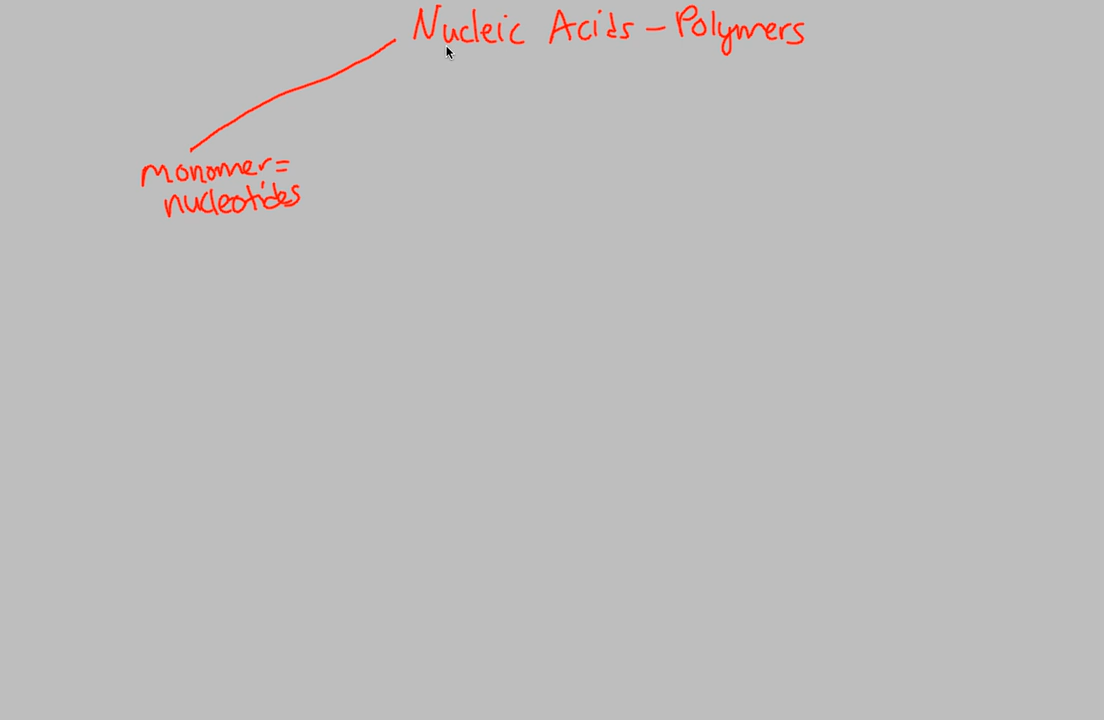 Nucleic Acids - Polymers
monomer =
nucleotides